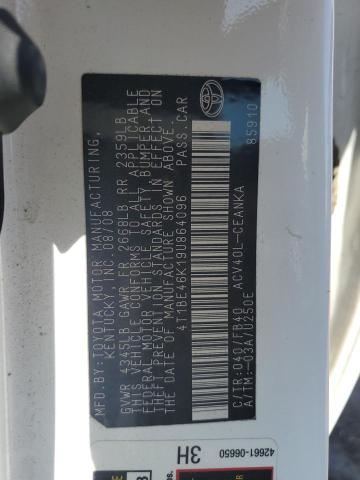 MFD. BY: TOYOTA MOTOR MANUFACTURING,
KENTUCKY, INC. 08/08
GVWR 4345LB GAWR FR 2668LB RR 2359LB
THIS VEHICLE CONFORMS TO ALL APPLICABLE
FEDERAL MOTOR VEHICLE SAFETY BUMPER AND
THEFT PREVENTION STANDARDS IN EFFECT ON
THE DATE OF MANUFACTURE SHOWN ABOVE.
4T1BE46K19U864096 PASS.CAR
C/TR:040/FB40 ACV40L-CEANKA
A/TM:-03A/U250E 85910
42661-06650
3H